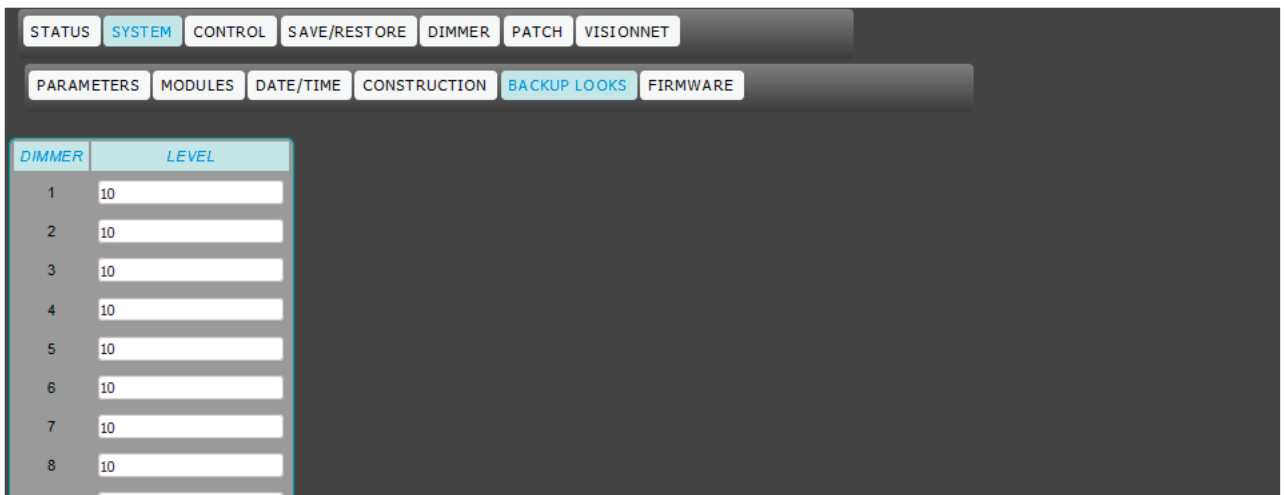 STATUS SYSTEM CONTROL SAVE/RESTORE DIMMER PATCH VISIONNET
PARAMETERS MODULES DATE/TIME CONSTRUCTION BACKUP LOOKS FIRMWARE
DIMMER LEVEL
1 10
2 10
3 10
4 10
5 10
6 10
7 10
8 10